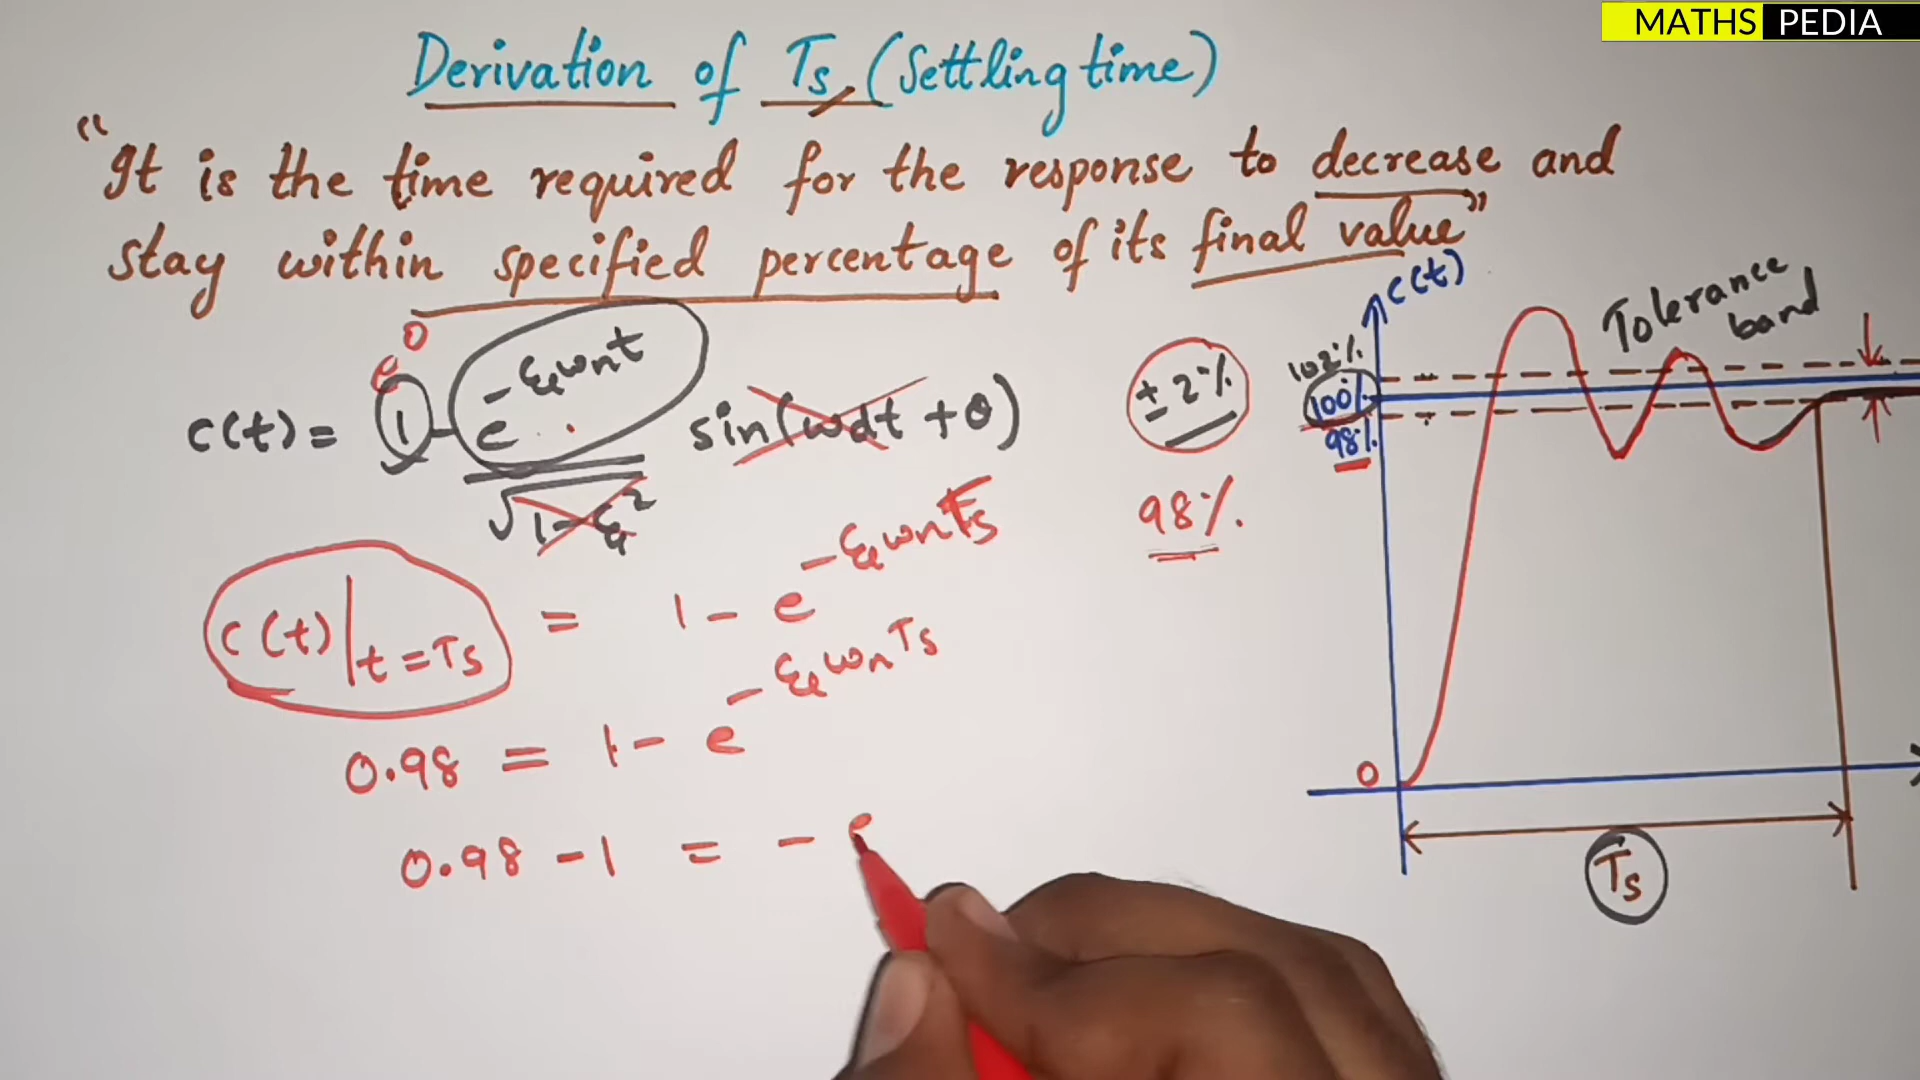 MATHS PEDIA
Derivation of Ts (Settling time)
"It is the time required for the response to decrease and
stay within specified percentage of its final value"
c(t) = 1 - e^{-ξωnt} / √(1-ξ²) sin(ωdt + θ)
e^0
± 2%
98%.
c(t)|t=Ts = 1 - e^{-ξωnTs}
0.98 = 1 - e^{-ξωnTs}
0.98 - 1 = - e
c(t)
Tolerance
band
102%
100%
98%
0
Ts